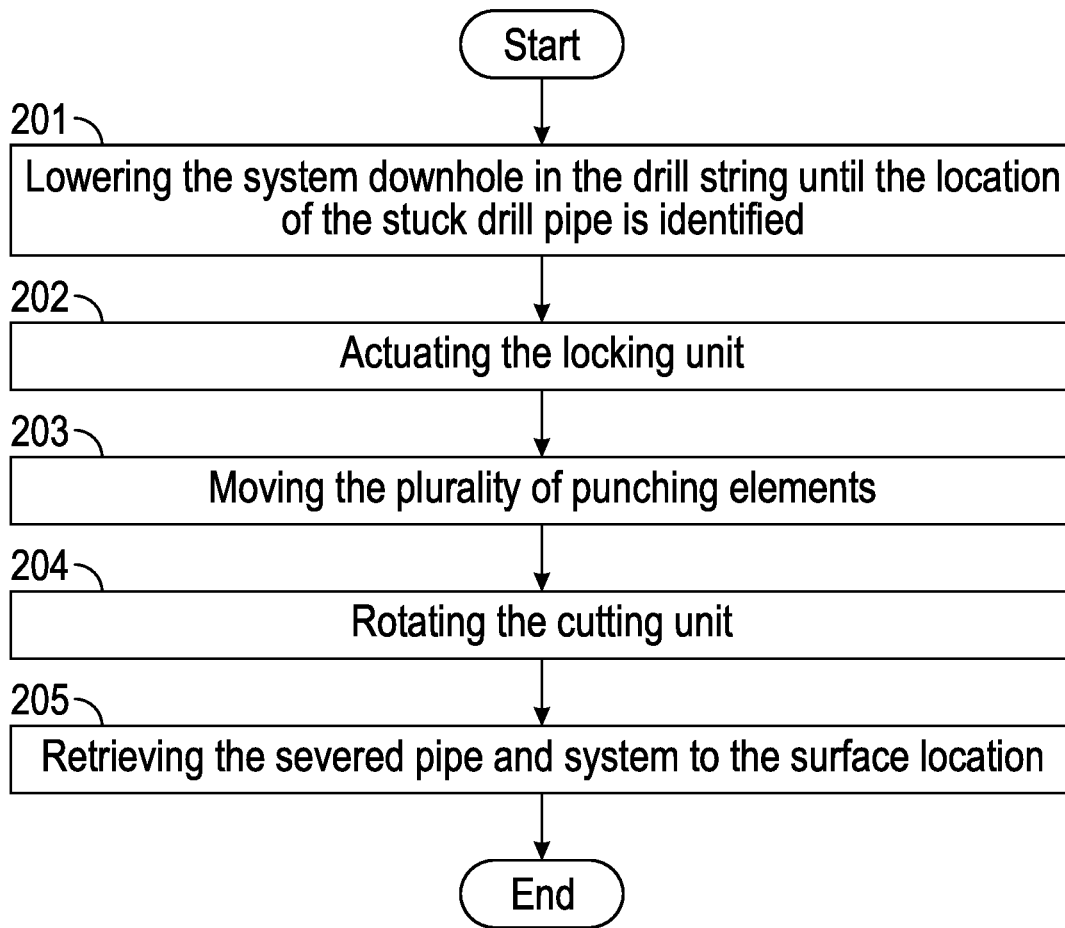 Start
201
Lowering the system downhole in the drill string until the location
of the stuck drill pipe is identified
202
Actuating the locking unit
203
Moving the plurality of punching elements
204
Rotating the cutting unit
205
Retrieving the severed pipe and system to the surface location
End